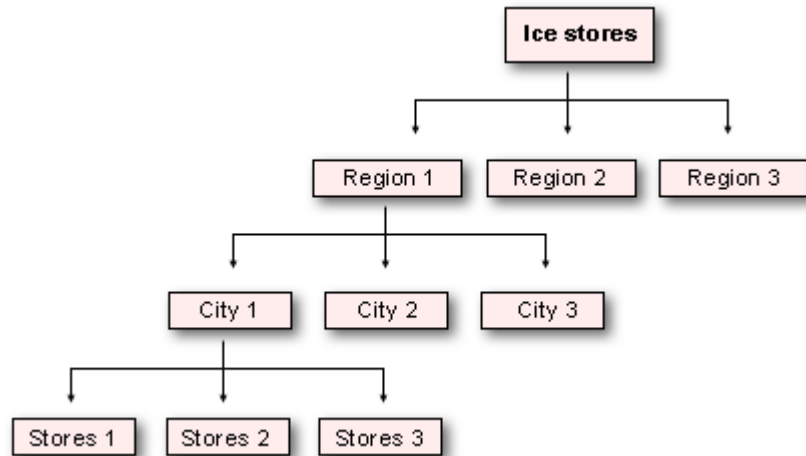 Ice stores
Region 1 Region 2 Region 3
City 1 City 2 City 3
Stores 1 Stores 2 Stores 3